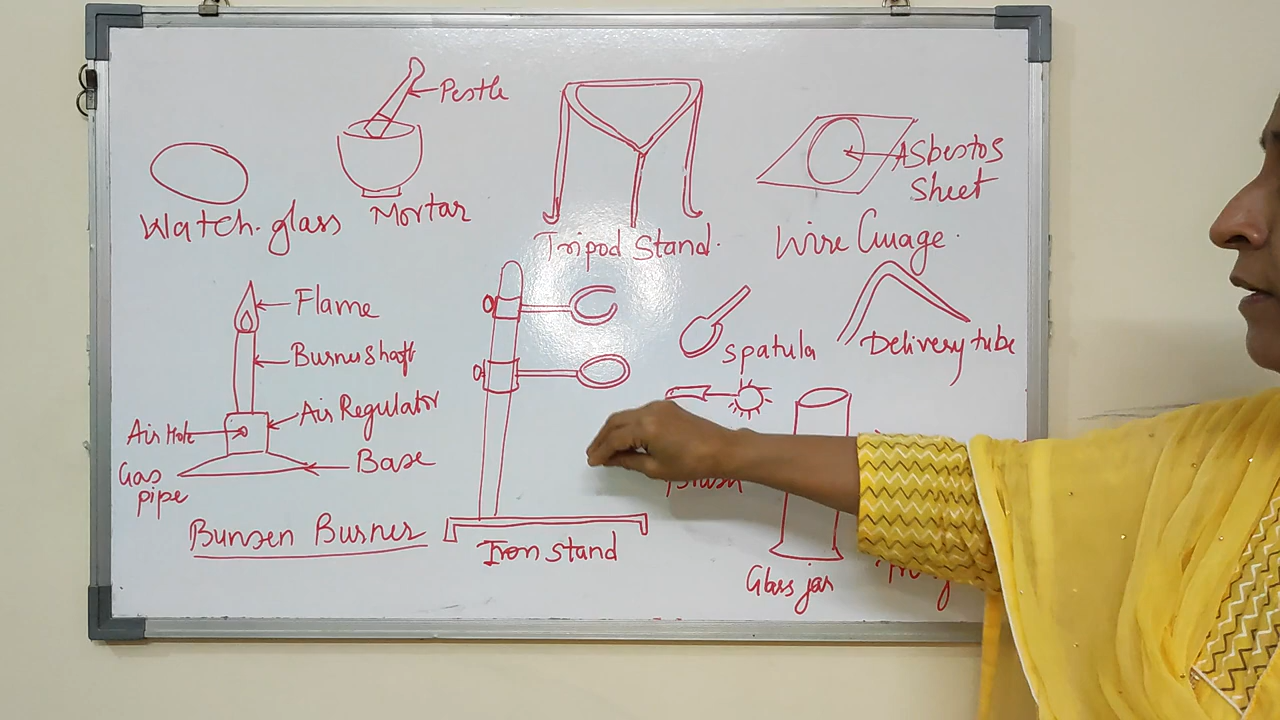 Pestle
Watch glass
Mortar
Tripod Stand.
Asbestos
Sheet
Wire Guage.
Flame
Burner Shaft
Air Regulator
Air Hole
Gas
pipe
Base
Bunsen Burner
Iron Stand
Spatula
Delivery tube
Glass jar